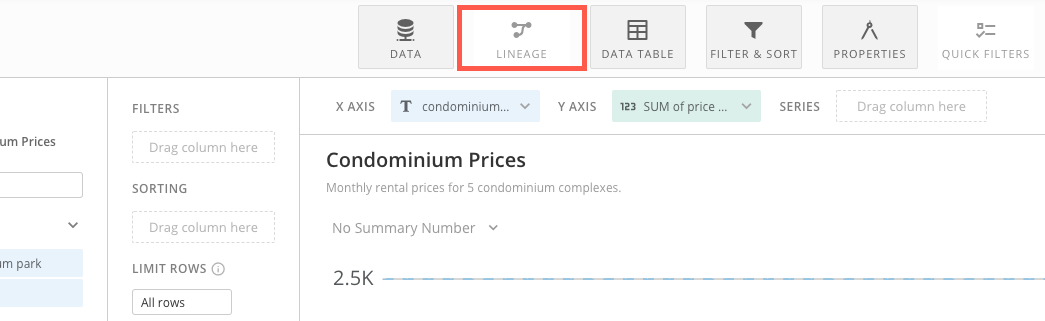 DATA
LINEAGE
DATA TABLE
FILTER & SORT
PROPERTIES
QUICK FILTERS
FILTERS
Drag column here
SORTING
Drag column here
LIMIT ROWS
All rows
um Prices
um park
X AXIS
T condominium...
Y AXIS
123 SUM of price ...
SERIES
Drag column here
Condominium Prices
Monthly rental prices for 5 condominium complexes.
No Summary Number
2.5K